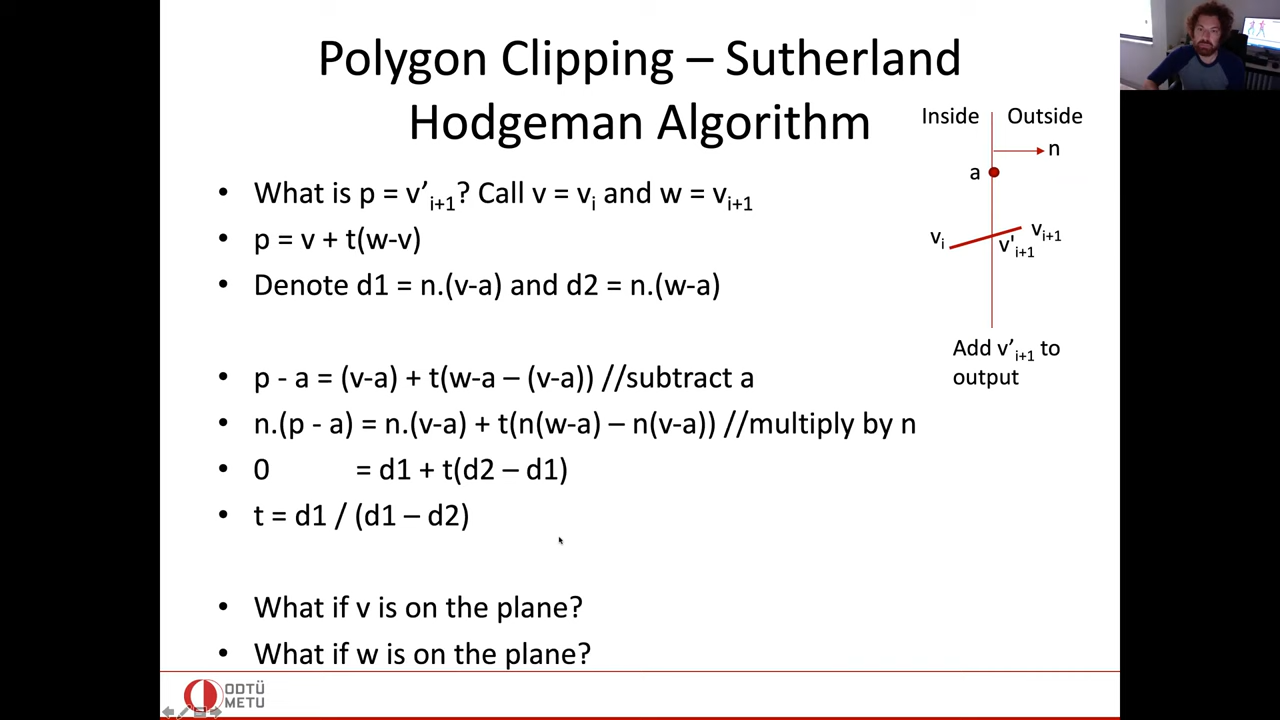 Polygon Clipping – Sutherland
Hodgeman Algorithm
Inside
Outside
n
a
• What is p = v’i+1? Call v = vi and w = vi+1
• p = v + t(w-v)
• Denote d1 = n.(v-a) and d2 = n.(w-a)
vi
vi+1
v'i+1
Add v’i+1 to
output
• p - a = (v-a) + t(w-a – (v-a)) //subtract a
• n.(p - a) = n.(v-a) + t(n(w-a) – n(v-a)) //multiply by n
• 0 = d1 + t(d2 – d1)
• t = d1 / (d1 – d2)
• What if v is on the plane?
• What if w is on the plane?
ODTÜ
METU